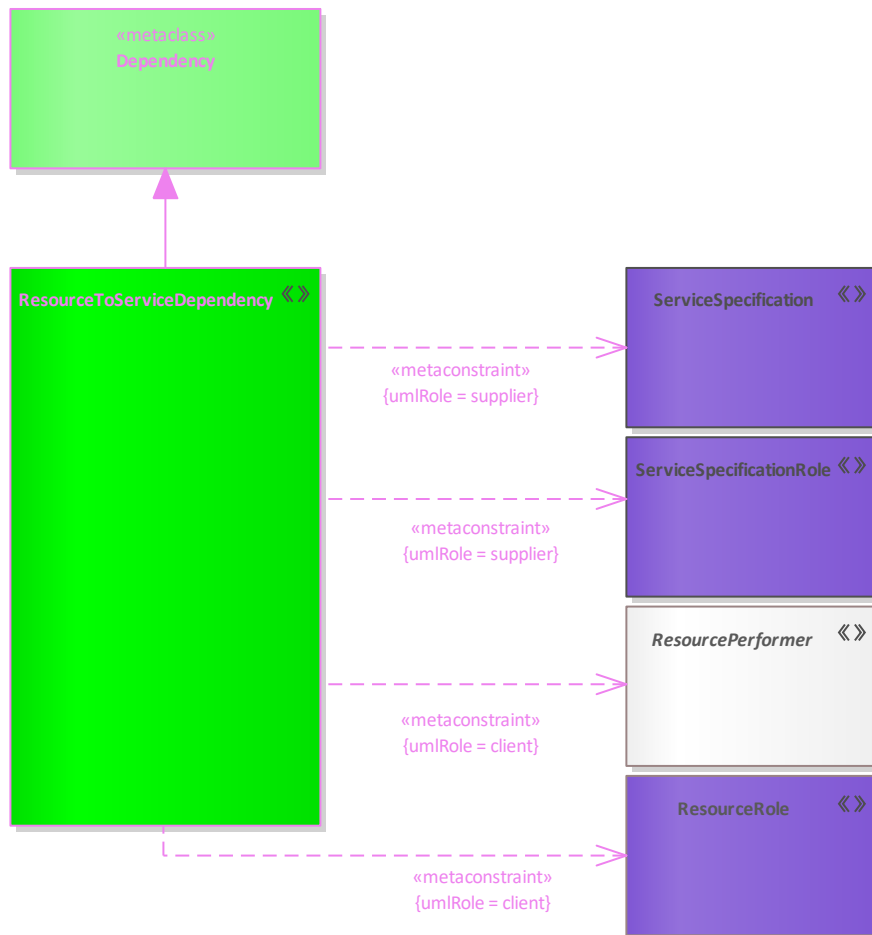 «metaclass»
Dependency
ResourceToServiceDependency «»
ServiceSpecification «»
«metaconstraint»
{umlRole = supplier}
ServiceSpecificationRole «»
«metaconstraint»
{umlRole = supplier}
ResourcePerformer «»
«metaconstraint»
{umlRole = client}
ResourceRole «»
«metaconstraint»
{umlRole = client}